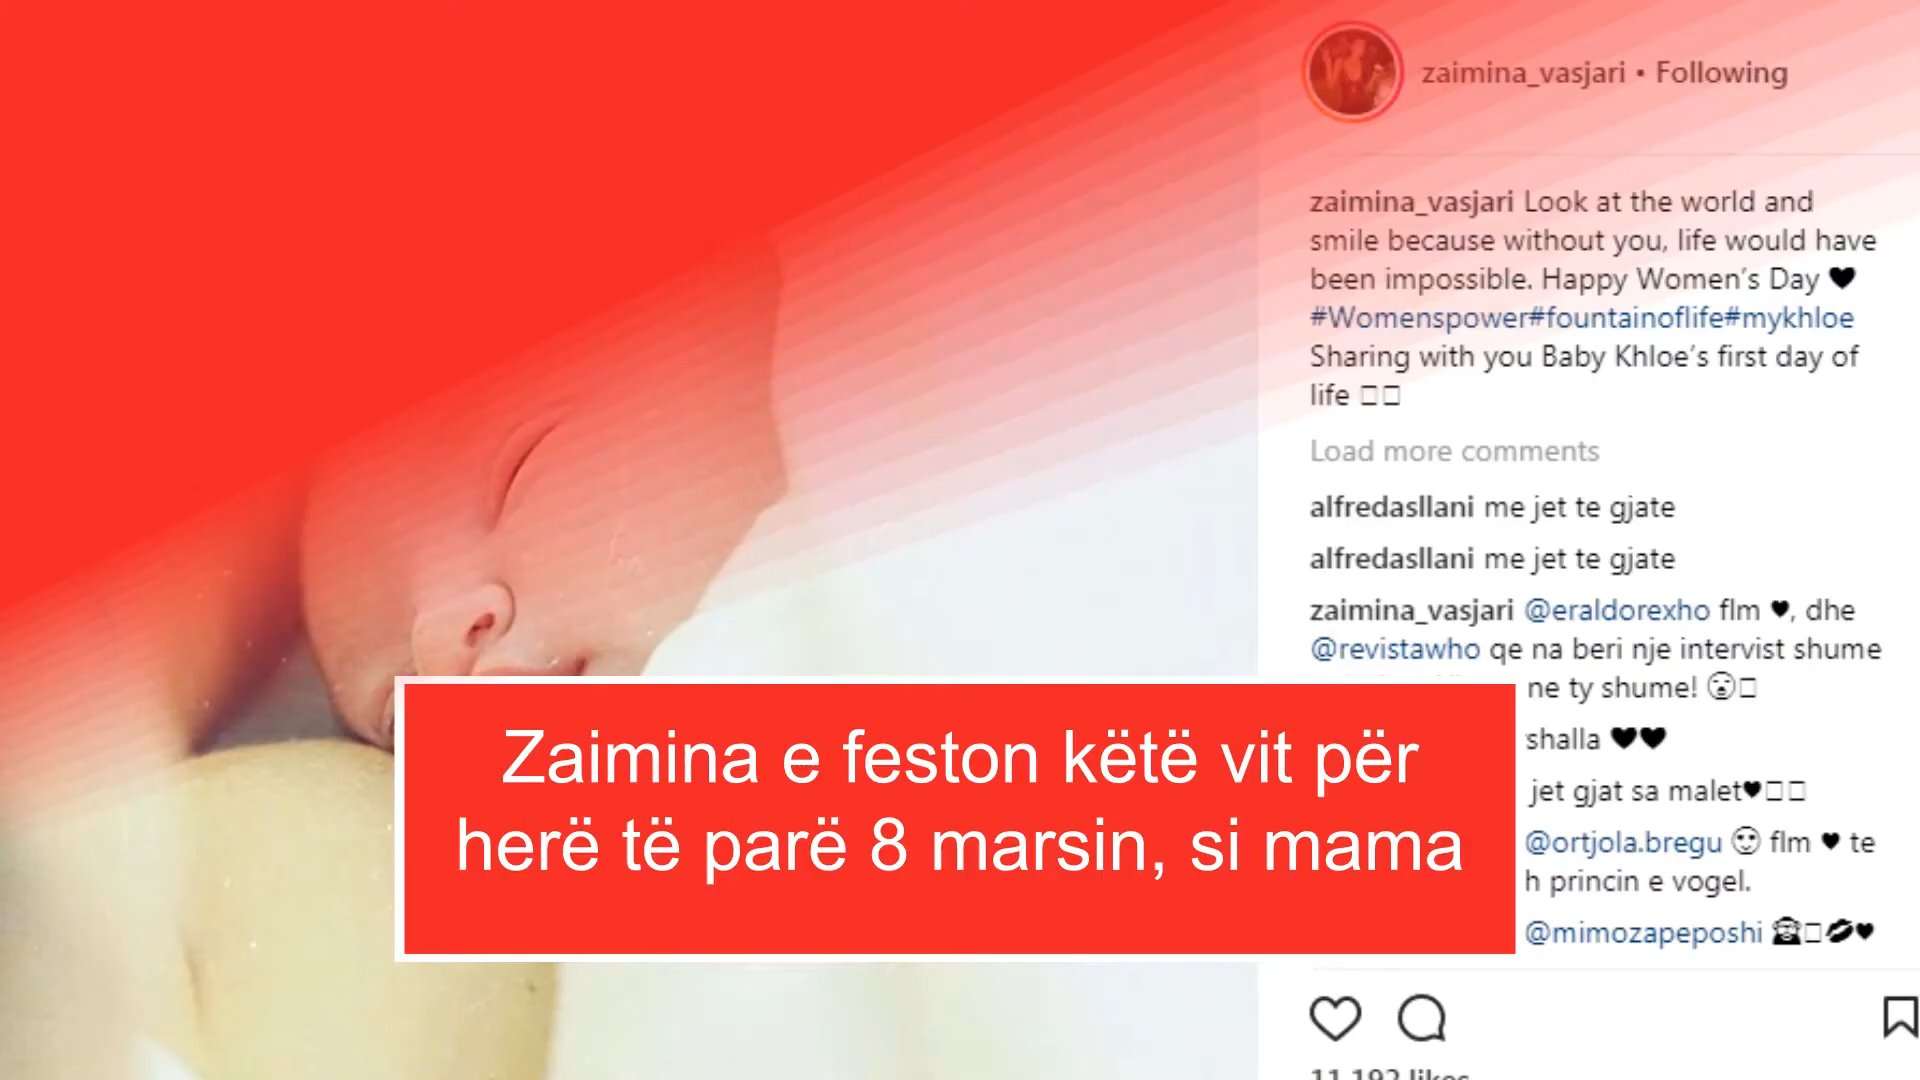 zaimina_vasjari • Following
zaimina_vasjari Look at the world and
smile because without you, life would have
been impossible. Happy Women's Day ♥
#Womenspower#fountainoflife#mykhloe
Sharing with you Baby Khloe's first day of
life
Load more comments
alfredasllani me jet te gjate
alfredasllani me jet te gjate
zaimina_vasjari @eraldorexho flm ♥, dhe
@revistawho qe na beri nje intervist shume
ne ty shume!
shalla ♥♥
jet gjat sa malet♥
@ortjola.bregu flm ♥ te
h princin e vogel.
@mimozapeposhi
Zaimina e feston këtë vit për
herë të parë 8 marsin, si mama
11,192 likes